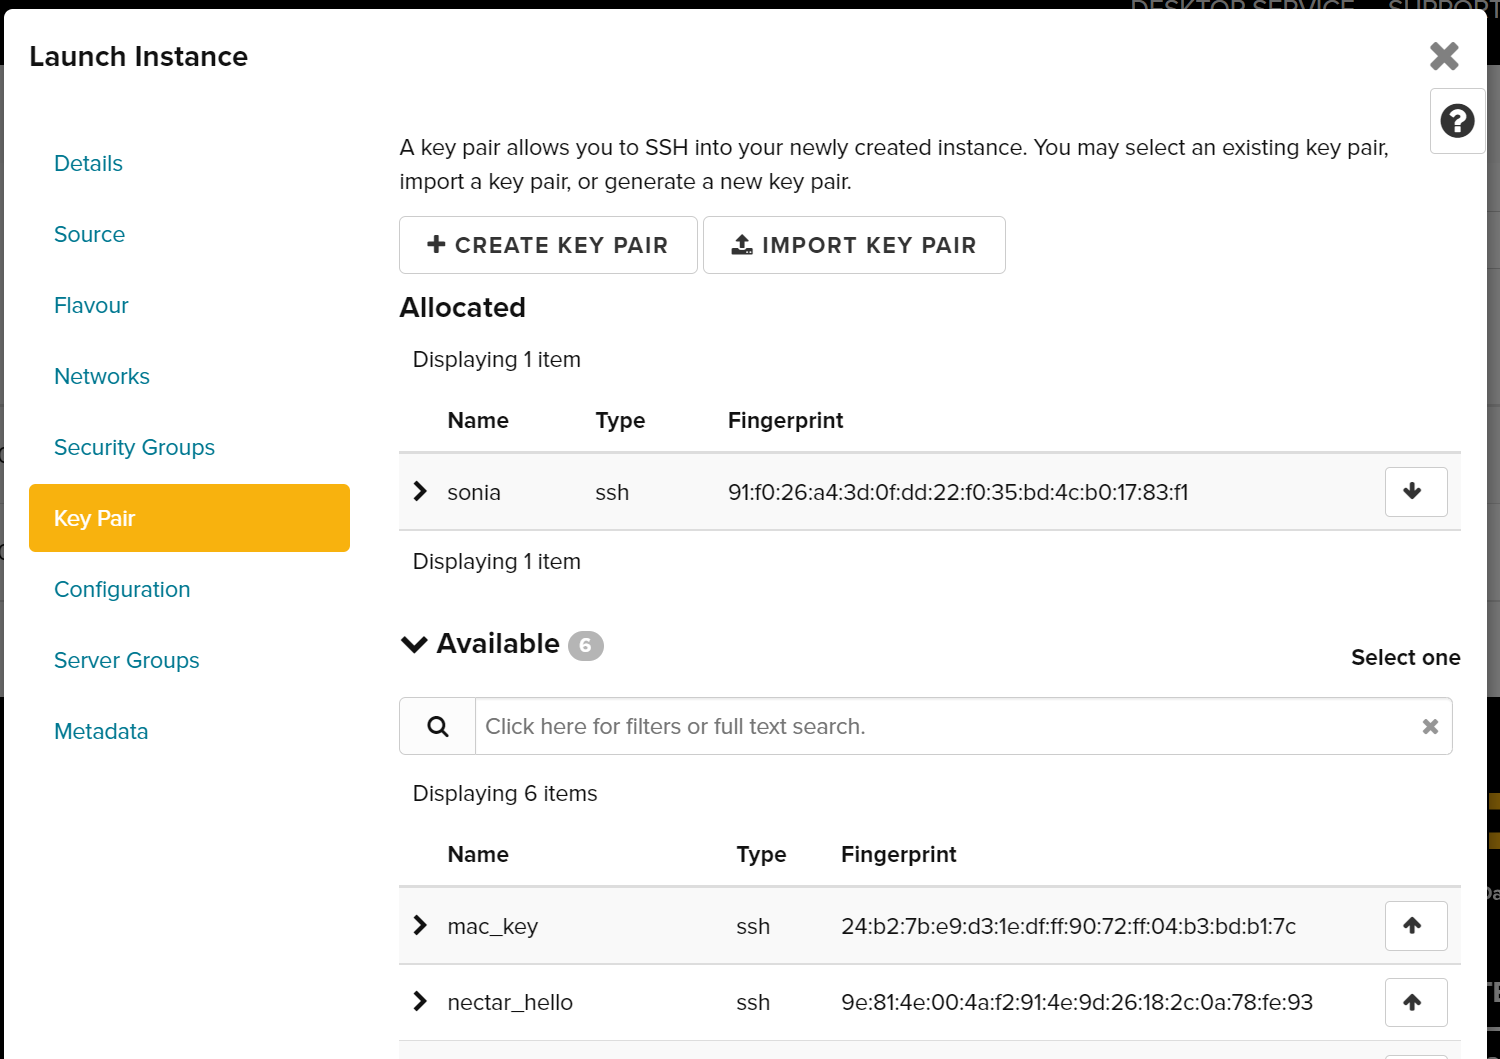 DESKTOP SERVICE SUPPORT
Launch Instance
Details
Source
Flavour
Networks
Security Groups
Key Pair
Configuration
Server Groups
Metadata
A key pair allows you to SSH into your newly created instance. You may select an existing key pair,
import a key pair, or generate a new key pair.
CREATE KEY PAIR
IMPORT KEY PAIR
Allocated
Displaying 1 item
Name Type Fingerprint
sonia ssh 91:f0:26:a4:3d:0f:dd:22:f0:35:bd:4c:b0:17:83:f1
Displaying 1 item
Available 6
Select one
Click here for filters or full text search.
Displaying 6 items
Name Type Fingerprint
mac_key ssh 24:b2:7b:e9:d3:1e:df:ff:90:72:ff:04:b3:bd:b1:7c
nectar_hello ssh 9e:81:4e:00:4a:f2:91:4e:9d:26:18:2c:0a:78:fe:93